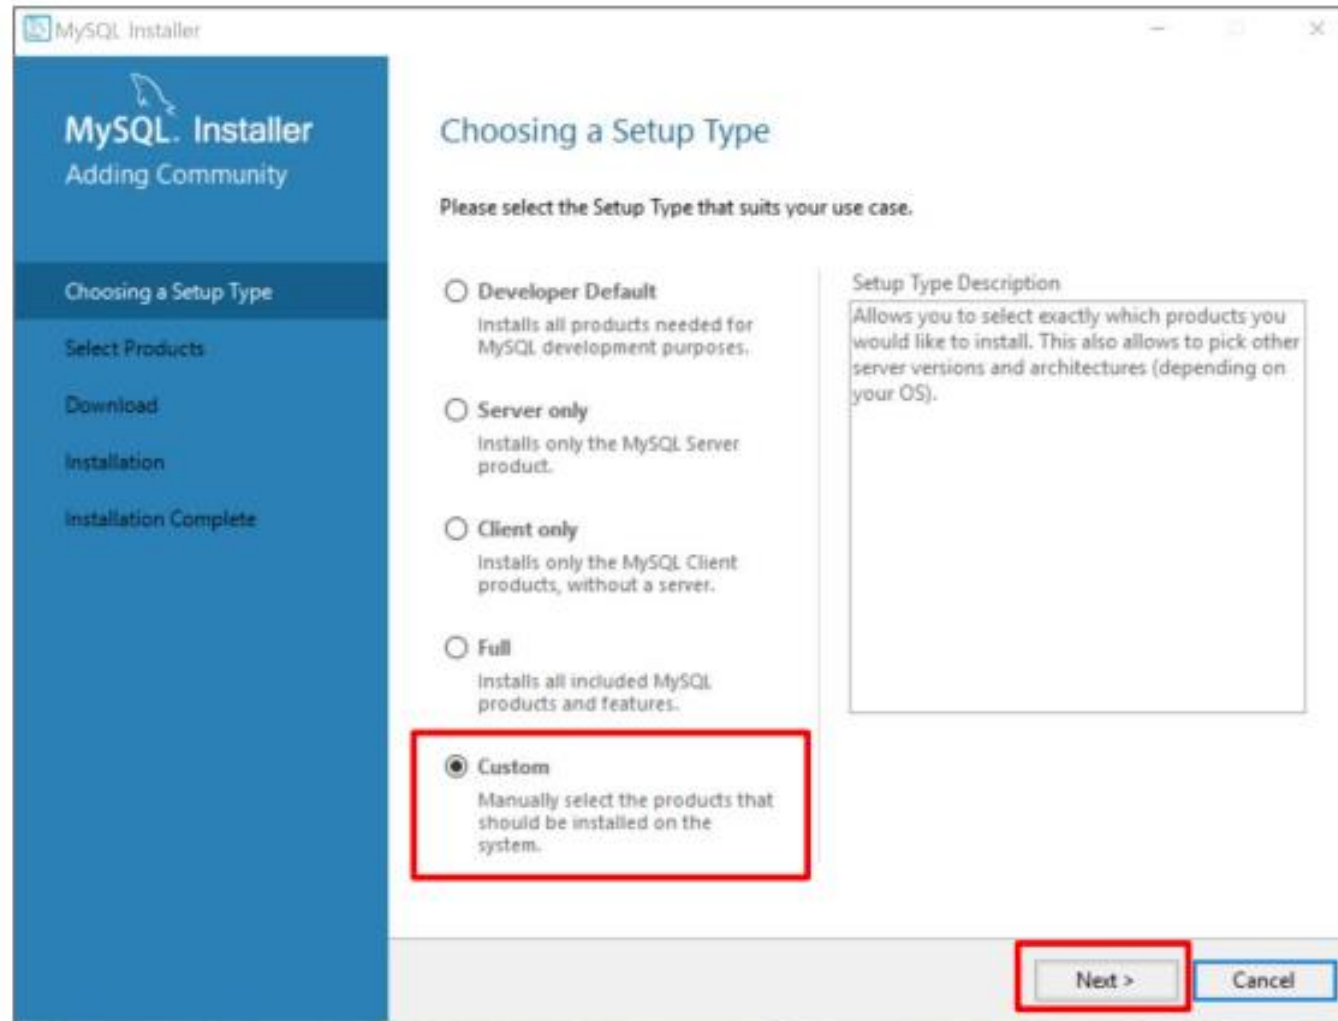 MySQL Installer
MySQL. Installer
Adding Community
Choosing a Setup Type
Select Products
Download
Installation
Installation Complete
Choosing a Setup Type
Please select the Setup Type that suits your use case.
Developer Default
Installs all products needed for
MySQL development purposes.
Server only
Installs only the MySQL Server
product.
Client only
Installs only the MySQL Client
products, without a server.
Full
Installs all included MySQL
products and features.
Custom
Manually select the products that
should be installed on the
system.
Setup Type Description
Allows you to select exactly which products you
would like to install. This also allows to pick other
server versions and architectures (depending on
your OS).
Next >
Cancel